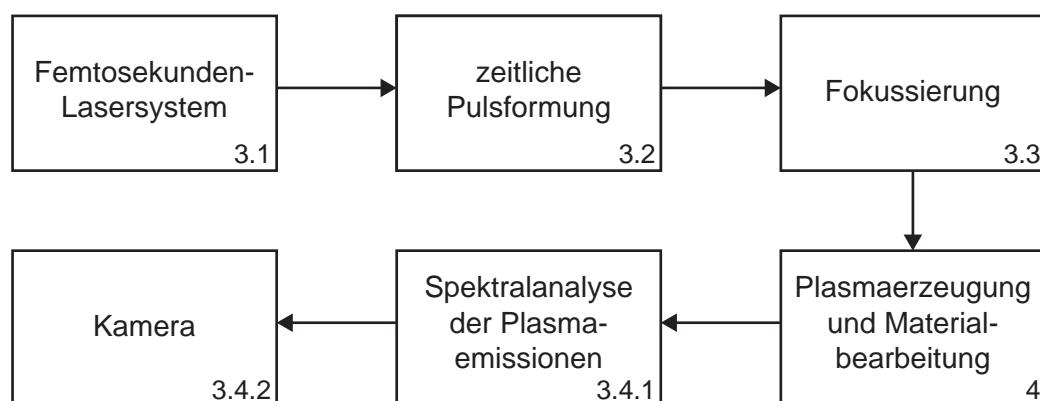 Femtosekunden-
Lasersystem
3.1
zeitliche
Pulsformung
3.2
Fokussierung
3.3
Kamera
3.4.2
Spektralanalyse
der Plasma-
emissionen
3.4.1
Plasmaerzeugung
und Material-
bearbeitung
4